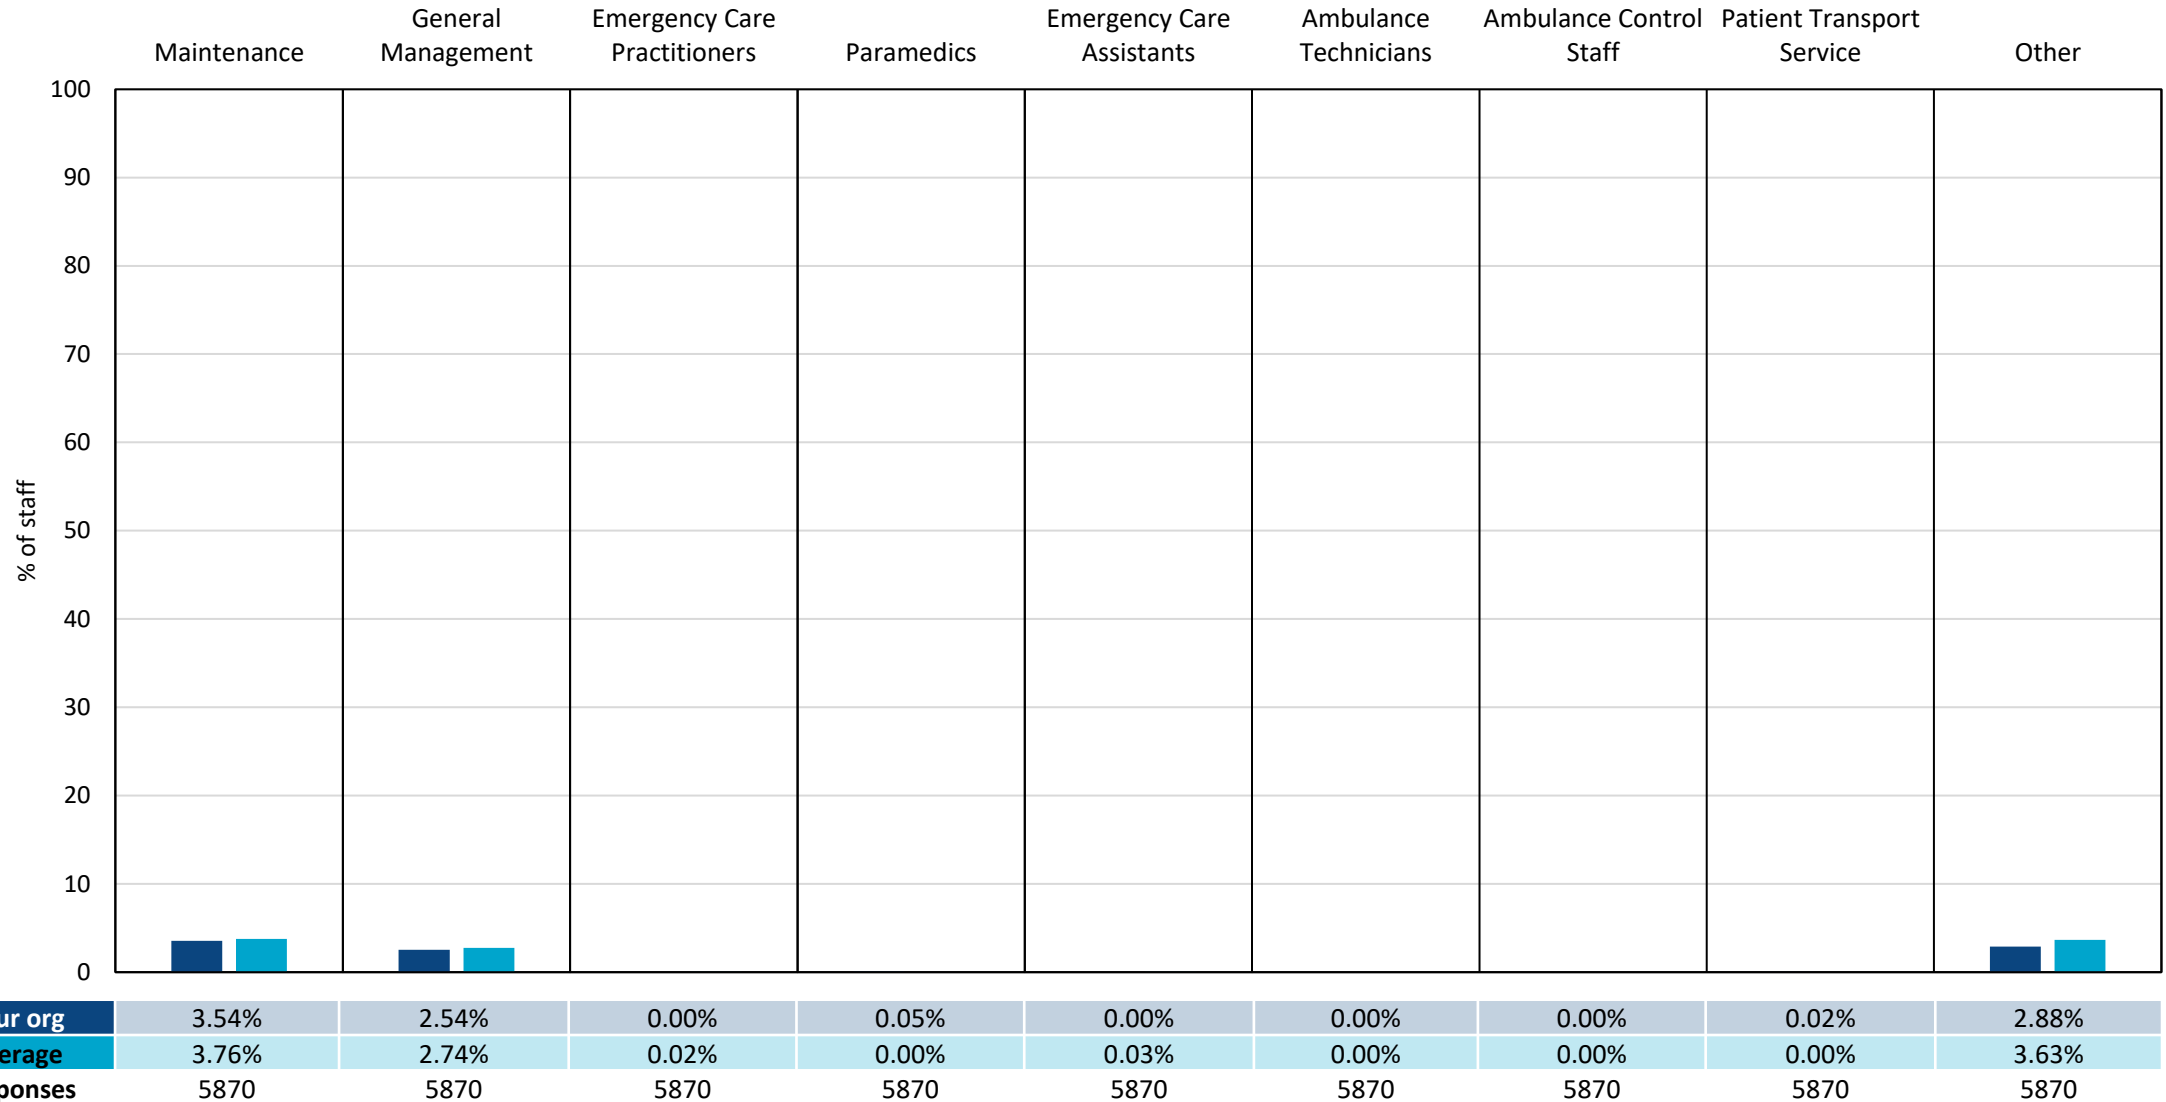 Maintenance
General
Management
Emergency Care
Practitioners
Paramedics
Emergency Care
Assistants
Ambulance
Technicians
Ambulance Control
Staff
Patient Transport
Service
Other
% of staff
100
90
80
70
60
50
40
30
20
10
0
ur org 3.54% 2.54% 0.00% 0.05% 0.00% 0.00% 0.00% 0.02% 2.88%
erage 3.76% 2.74% 0.02% 0.00% 0.03% 0.00% 0.00% 0.00% 3.63%
ponses 5870 5870 5870 5870 5870 5870 5870 5870 5870